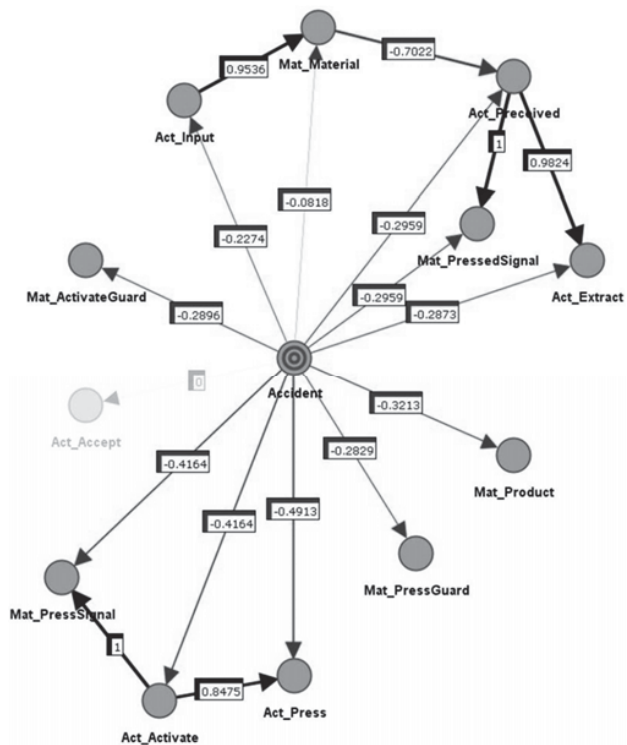 Mat_Material
0.9536
-0.7022
Act_Preceived
Act_Input
1
0.9824
-0.0818
-0.2274
-0.2959
Mat_PressedSignal
Act_Extract
Mat_ActivateGuard
-0.2896
-0.2959
-0.2873
Accident
0
Act_Accept
-0.3213
-0.4164
-0.2829
Mat_Product
-0.4164
-0.4913
Mat_PressGuard
Mat_PressSignal
1
0.8475
Act_Press
Act_Activate